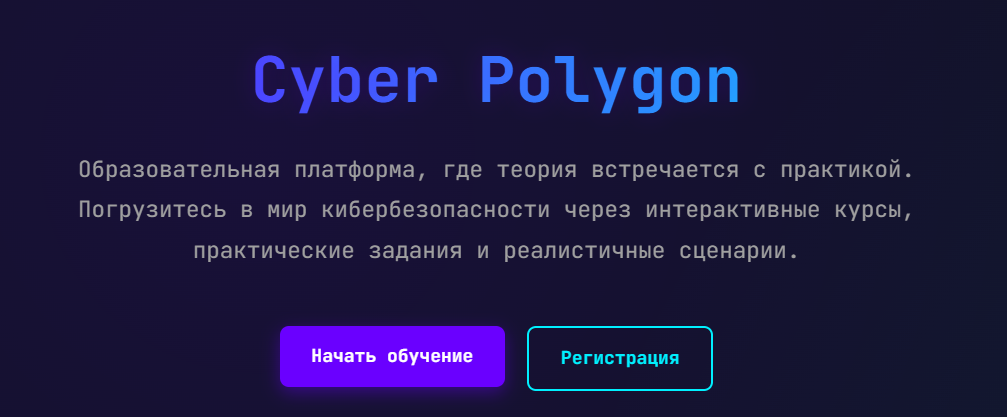 Cyber Polygon
Образовательная платформа, где теория встречается с практикой.
Погрузитесь в мир кибербезопасности через интерактивные курсы,
практические задания и реалистичные сценарии.
Начать обучение
Регистрация